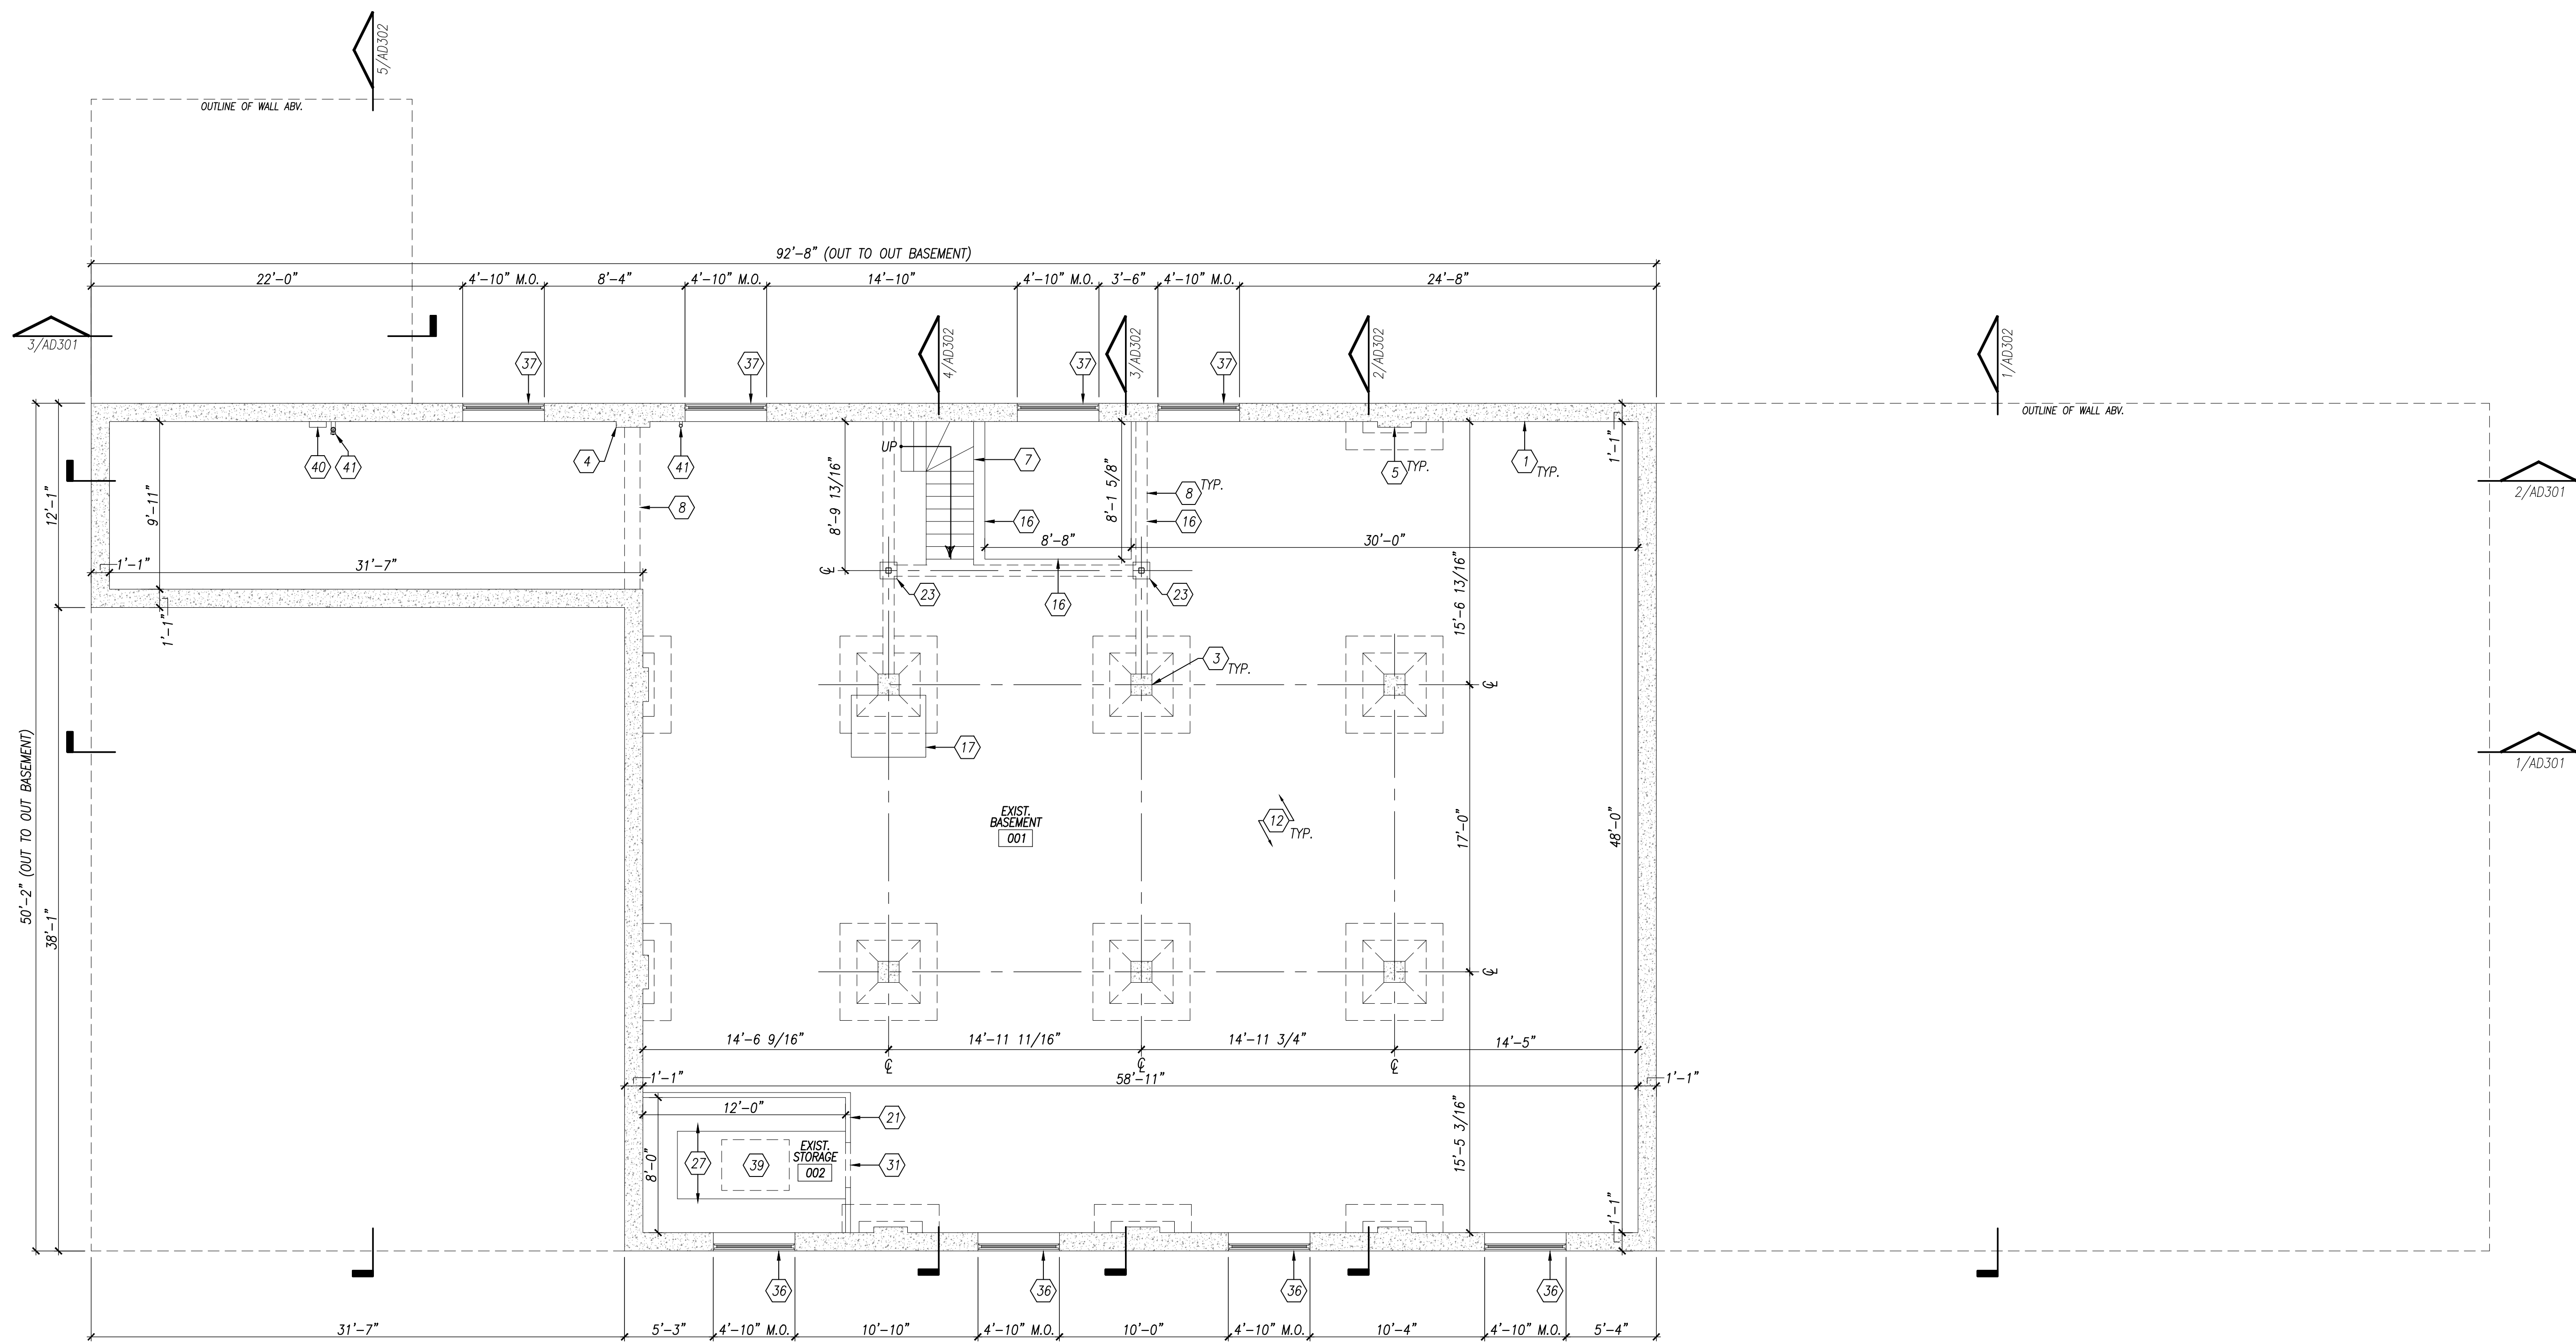 5/AD302
OUTLINE OF WALL ABV.
92'-8" (OUT TO OUT BASEMENT)
22'-0"
4'-10" M.O.
8'-4"
4'-10" M.O.
14'-10"
4'-10" M.O.
3'-6"
4'-10" M.O.
24'-8"
3/AD301
4/AD302
3/AD302
2/AD302
1/AD302
37
37
37
37
OUTLINE OF WALL ABV.
UP
40
41
4
41
7
5
TYP.
1
TYP.
1'-1"
8
8
TYP.
16
16
2/AD301
12'-1"
9'-11"
8'-9 13/16"
8'-1 5/8"
8'-8"
30'-0"
1'-1"
31'-7"
℄
23
16
23
1'-1"
15'-6 13/16"
3
TYP.
℄
17
1/AD301
50'-2" (OUT TO OUT BASEMENT)
38'-1"
EXIST.
BASEMENT
001
12
TYP.
17'-0"
48'-0"
℄
14'-6 9/16"
14'-11 11/16"
14'-11 3/4"
14'-5"
℄
℄
℄
1'-1"
58'-11"
1'-1"
12'-0"
21
8'-0"
27
39
EXIST.
STORAGE
002
31
15'-5 3/16"
1'-1"
36
36
36
36
31'-7"
5'-3"
4'-10" M.O.
10'-10"
4'-10" M.O.
10'-0"
4'-10" M.O.
10'-4"
4'-10" M.O.
5'-4"